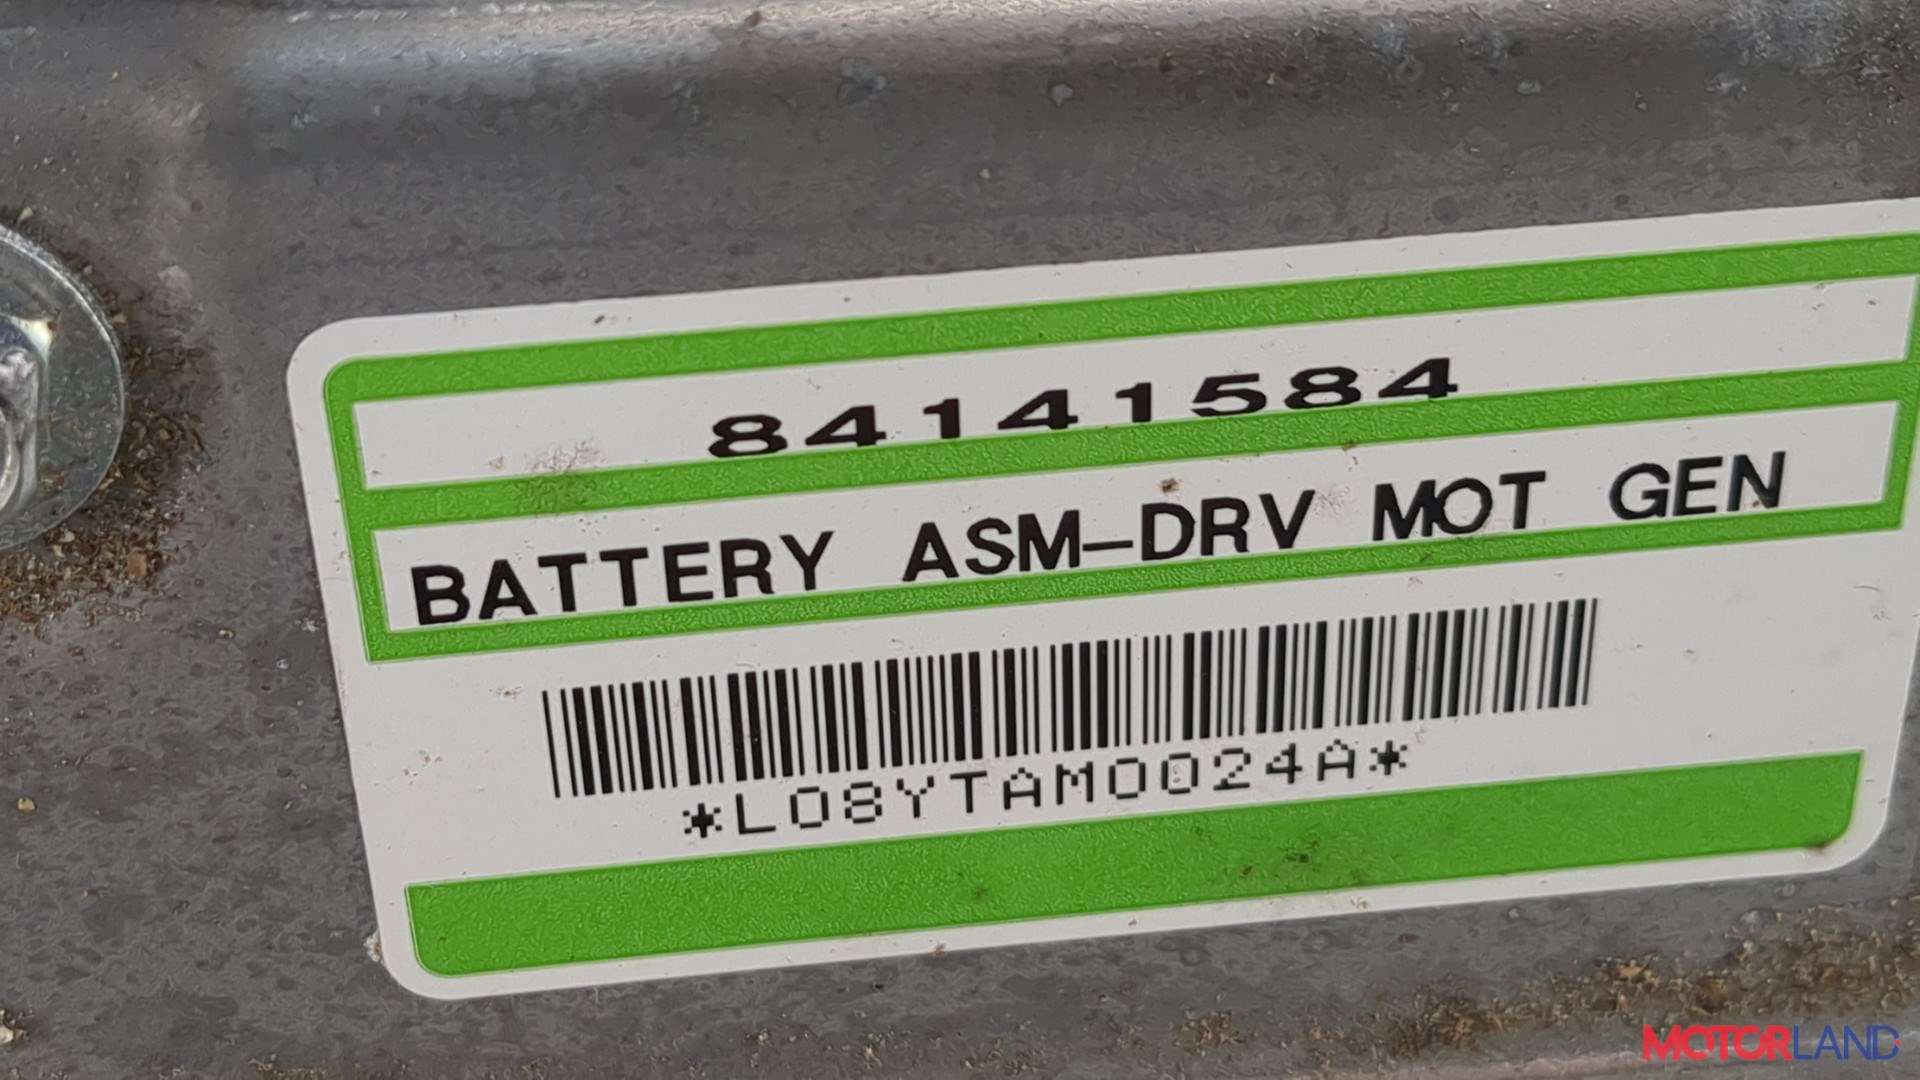 84141584
BATTERY ASM-DRV MOT GEN
*L08YTAM0024A*
MOTORLAND